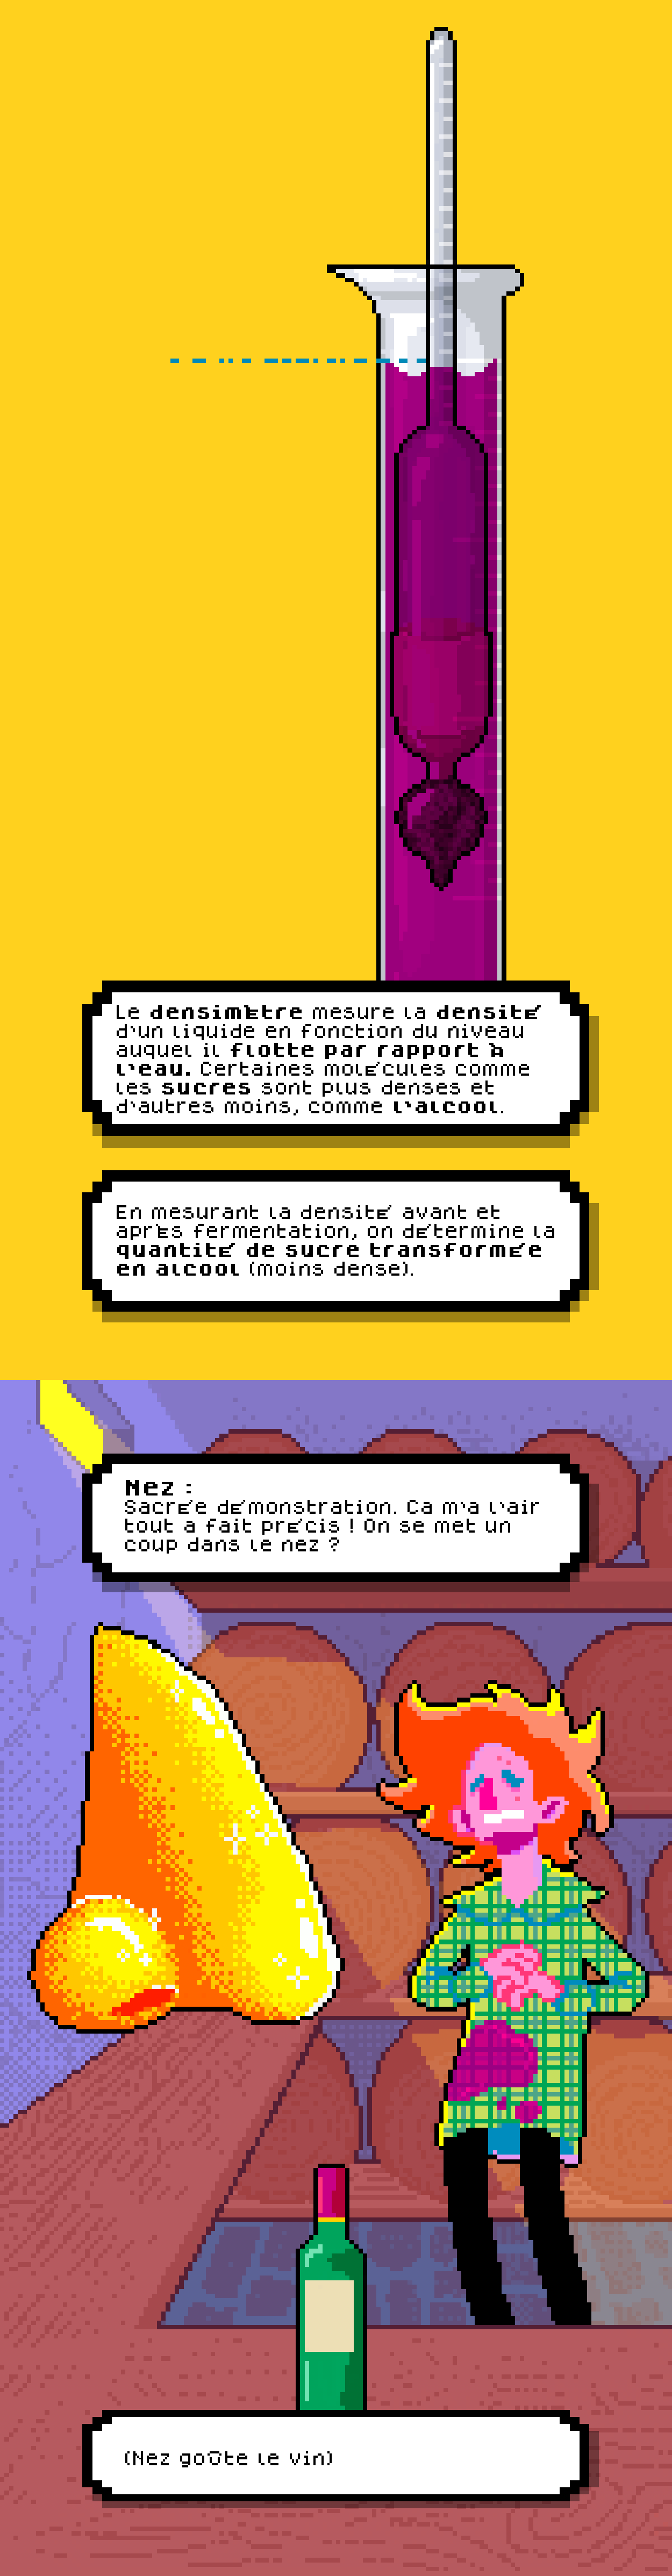 Le densimètre mesure la densité
d'un liquide en fonction du niveau
auquel il flotte par rapport à
l'eau. Certaines molécules comme
les sucres sont plus denses et
d'autres moins, comme l'alcool.
En mesurant la densité avant et
après fermentation, on détermine la
quantité de sucre transformée
en alcool (moins dense).
Nez :
Sacrée démonstration. Ca m'a l'air
tout a fait précis ! On se met un
coup dans le nez ?
(Nez goûte le vin)